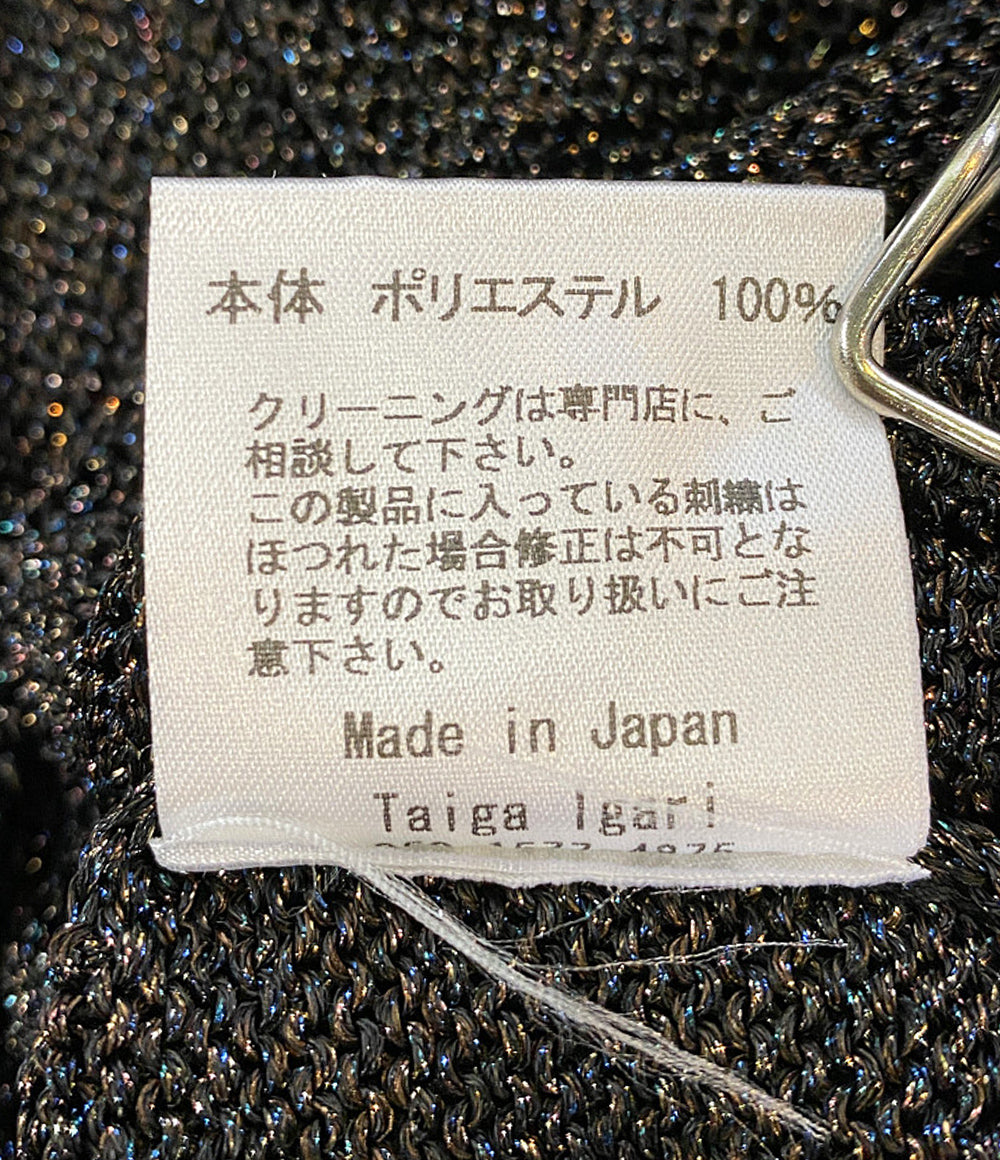 本体 ポリエステル 100%
クリーニングは専門店に、ご
相談して下さい。
この製品に入っている刺繍は
ほつれた場合修正は不可とな
りますのでお取り扱いにご注
意下さい。
Made in Japan
Taiga Igari